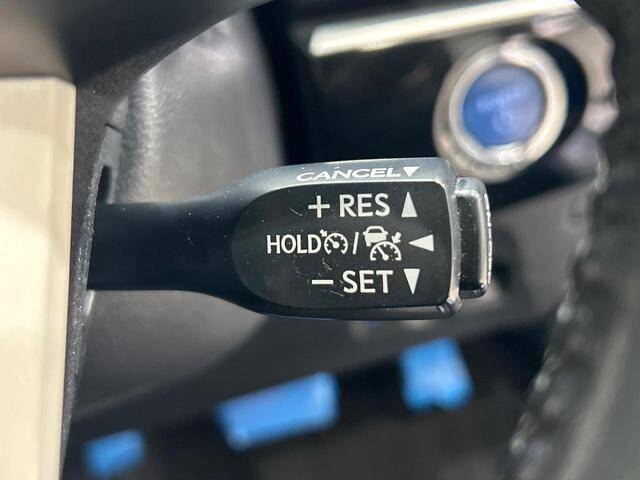 CANCEL▼
+ RES ▲
HOLD / ◀
− SET ▼